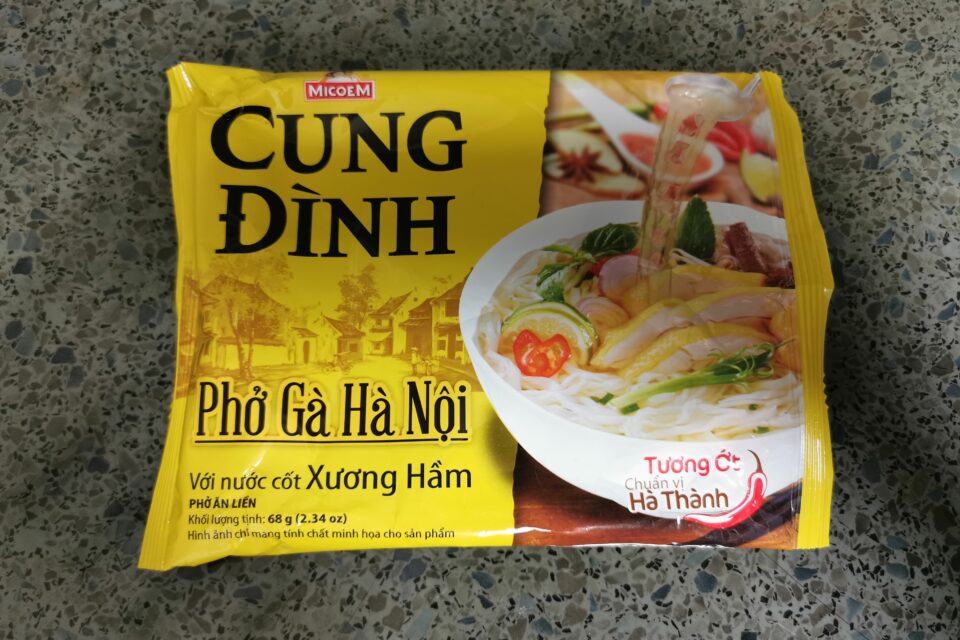 MICOEM
CUNG
ĐÌNH
Phở Gà Hà Nội
Với nước cốt Xương Hầm
PHỞ ĂN LIỀN
Khối lượng tịnh: 68 g (2.34 oz)
Hình ảnh chỉ mang tính chất minh họa cho sản phẩm
Tương Ớt
Chuẩn vị
Hà Thành